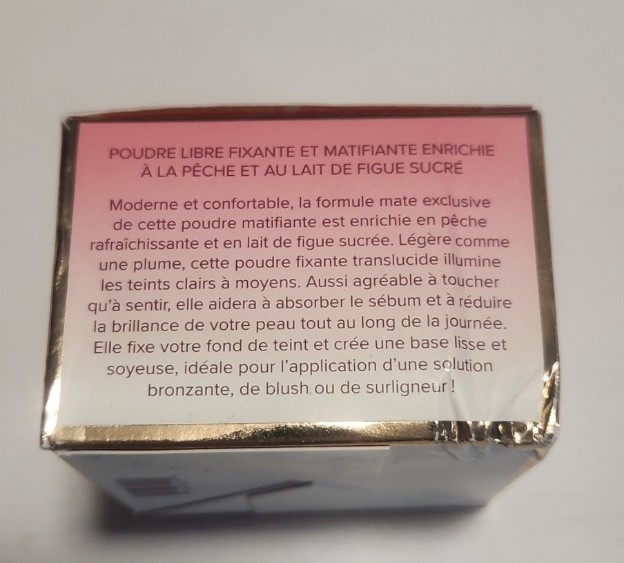 POUDRE LIBRE FIXANTE ET MATIFIANTE ENRICHIE
À LA PÊCHE ET AU LAIT DE FIGUE SUCRÉ
Moderne et confortable, la formule mate exclusive
de cette poudre matifiante est enrichie en pêche
rafraîchissante et en lait de figue sucrée. Légère comme
une plume, cette poudre fixante translucide illumine
les teints clairs à moyens. Aussi agréable à toucher
qu'à sentir, elle aidera à absorber le sébum et à réduire
la brillance de votre peau tout au long de la journée.
Elle fixe votre fond de teint et crée une base lisse et
soyeuse, idéale pour l'application d'une solution
bronzante, de blush ou de surligneur !